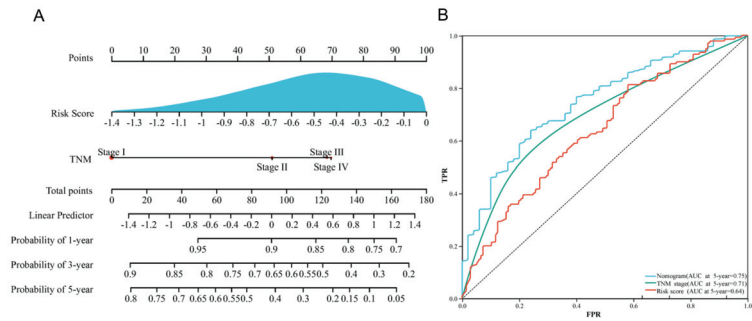 A
Points
0 10 20 30 40 50 60 70 80 90 100
Risk Score
-1.4 -1.3 -1.2 -1.1 -1 -0.9 -0.8 -0.7 -0.6 -0.5 -0.4 -0.3 -0.2 -0.1 0
TNM
Stage I Stage III
Stage II Stage IV
Total points
0 20 40 60 80 100 120 140 160 180
Linear Predictor
-1.4 -1.2 -1 -0.8 -0.6 -0.4 -0.2 0 0.2 0.4 0.6 0.8 1 1.2 1.4
Probability of 1-year
0.95 0.9 0.85 0.8 0.75 0.7
Probability of 3-year
0.9 0.85 0.8 0.75 0.7 0.65 0.6 0.55 0.5 0.4 0.3 0.2
Probability of 5-year
0.8 0.75 0.7 0.65 0.6 0.55 0.5 0.4 0.3 0.2 0.15 0.1 0.05
B
1.0
0.8
0.6
0.4
0.2
0.0
TPR
0.0 0.2 0.4 0.6 0.8 1.0
FPR
Nomogram(AUC at 5-year=0.75)
TNM stage(AUC at 5-year=0.71)
Risk score (AUC at 5-year=0.64)